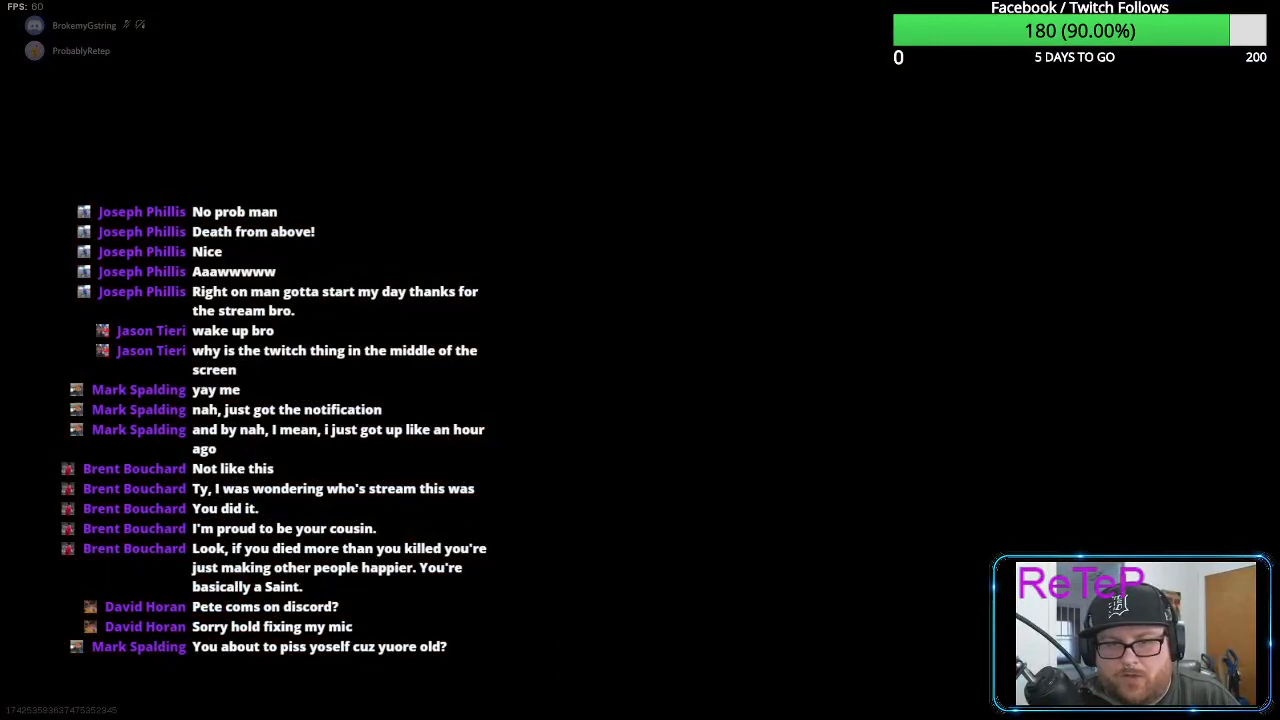 FPS: 60
BrokemyGstring
ProbablyRetep
Facebook / Twitch Follows
180 (90.00%)
0 5 DAYS TO GO 200
Joseph Phillis No prob man
Joseph Phillis Death from above!
Joseph Phillis Nice
Joseph Phillis Aaawwwww
Joseph Phillis Right on man gotta start my day thanks for
the stream bro.
Jason Tieri wake up bro
Jason Tieri why is the twitch thing in the middle of the
screen
Mark Spalding yay me
Mark Spalding nah, just got the notification
Mark Spalding and by nah, I mean, i just got up like an hour
ago
Brent Bouchard Not like this
Brent Bouchard Ty, I was wondering who's stream this was
Brent Bouchard You did it.
Brent Bouchard I'm proud to be your cousin.
Brent Bouchard Look, if you died more than you killed you're
just making other people happier. You're
basically a Saint.
David Horan Pete coms on discord?
David Horan Sorry hold fixing my mic
Mark Spalding You about to piss yoself cuz yuore old?
ReTeP